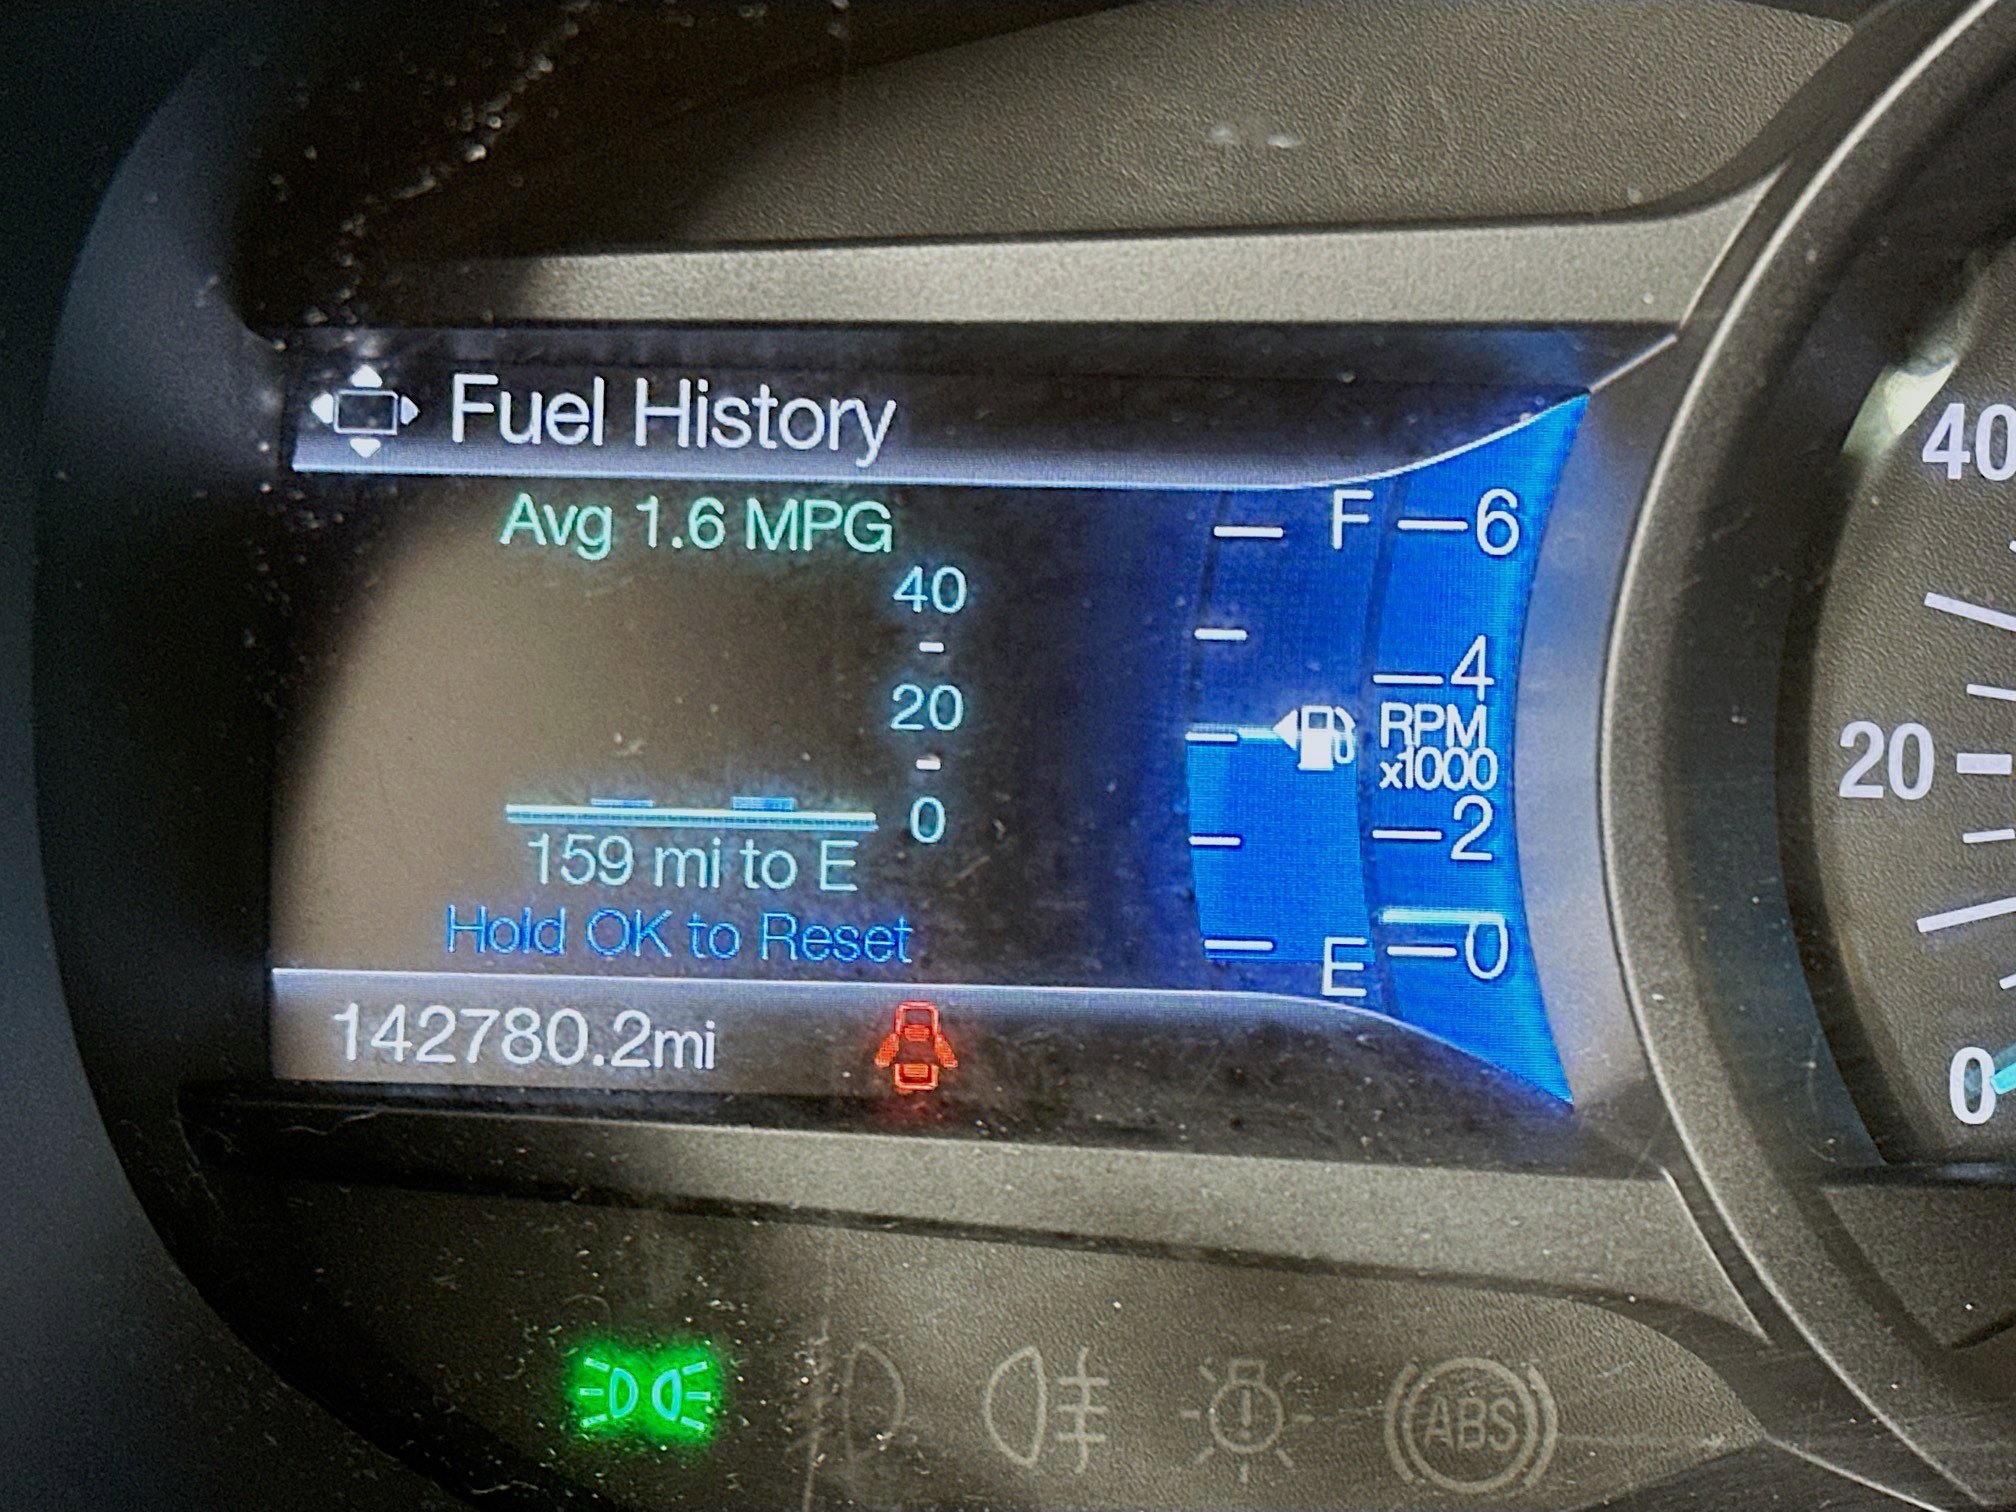 Fuel History
Avg 1.6 MPG
40
20
0
159 mi to E
Hold OK to Reset
142780.2mi
F
E
6
4
RPM
x1000
2
0
40
20
0
ABS